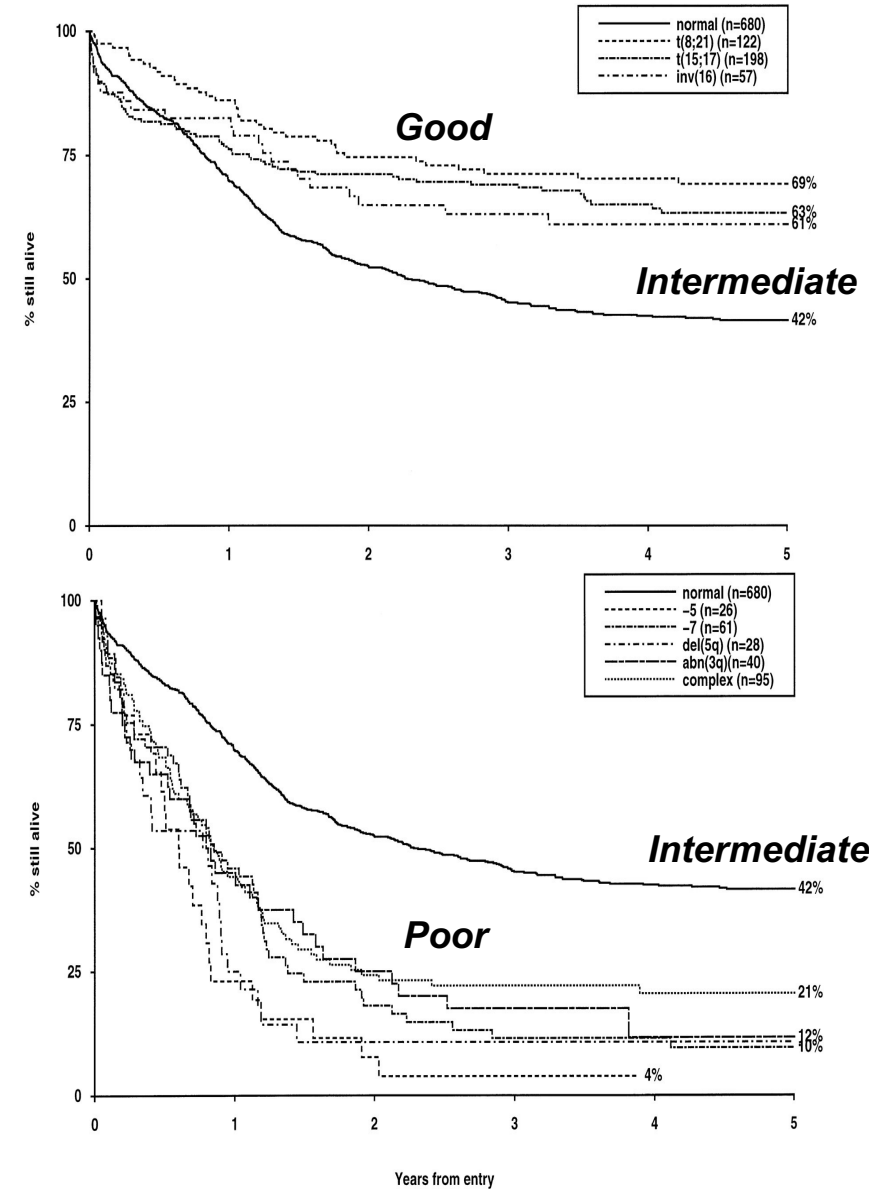 normal (n=680)
t(8;21) (n=122)
t(15;17) (n=198)
inv(16) (n=57)
100
75
50
25
0
% still alive
Good
69%
63%
61%
Intermediate
42%
0 1 2 3 4 5
normal (n=680)
−5 (n=26)
−7 (n=61)
del(5q) (n=28)
abn(3q)(n=40)
complex (n=95)
100
75
50
25
0
% still alive
Intermediate
42%
Poor
21%
12%
10%
4%
0 1 2 3 4 5
Years from entry